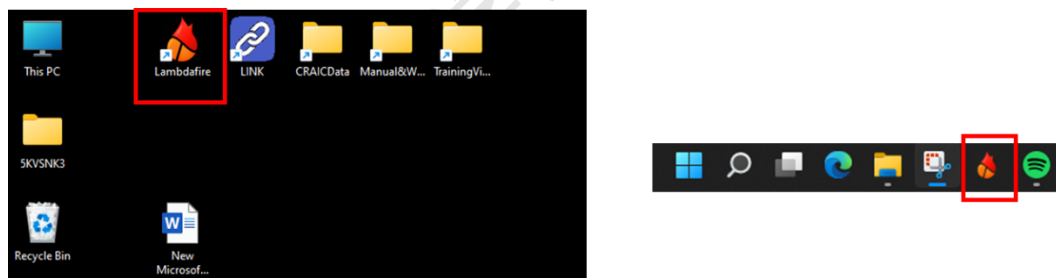 This PC
Lambdafire
LINK
CRAICData
Manual&W...
TrainingVi...
5KVSNK3
Recycle Bin
New
Microsof...